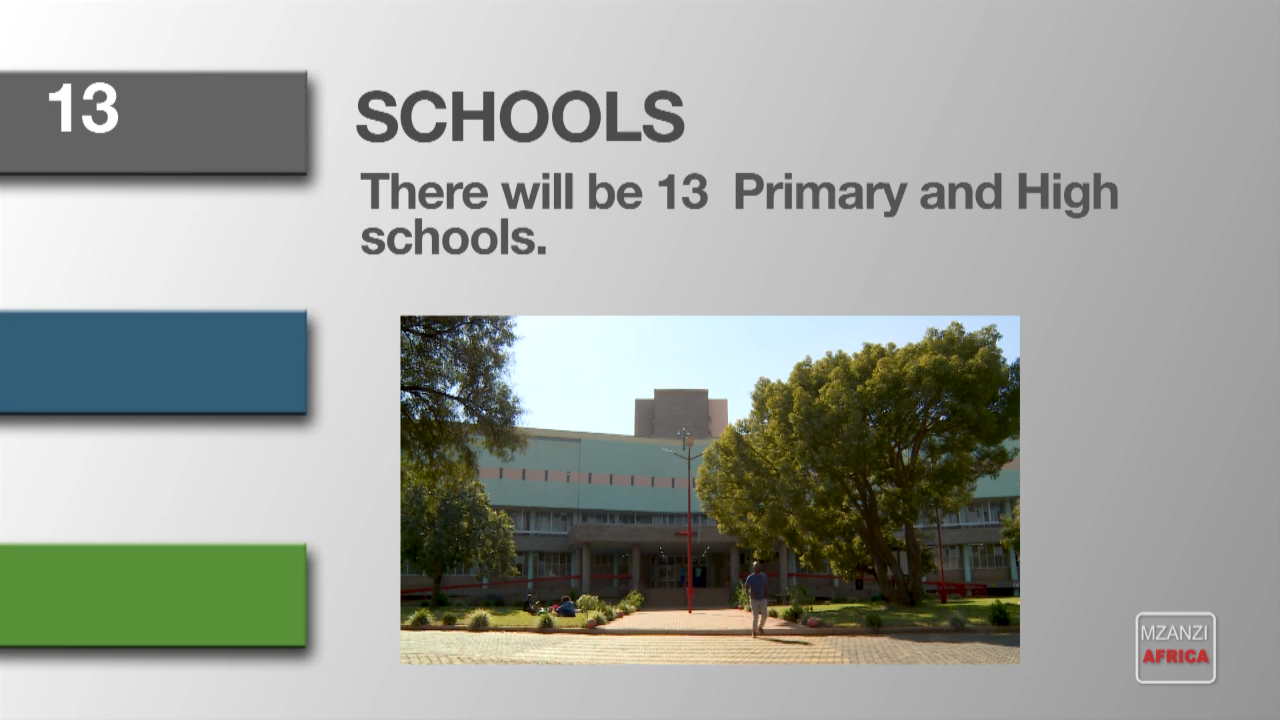 13
SCHOOLS
There will be 13  Primary and High
schools.
MZANZI
AFRICA